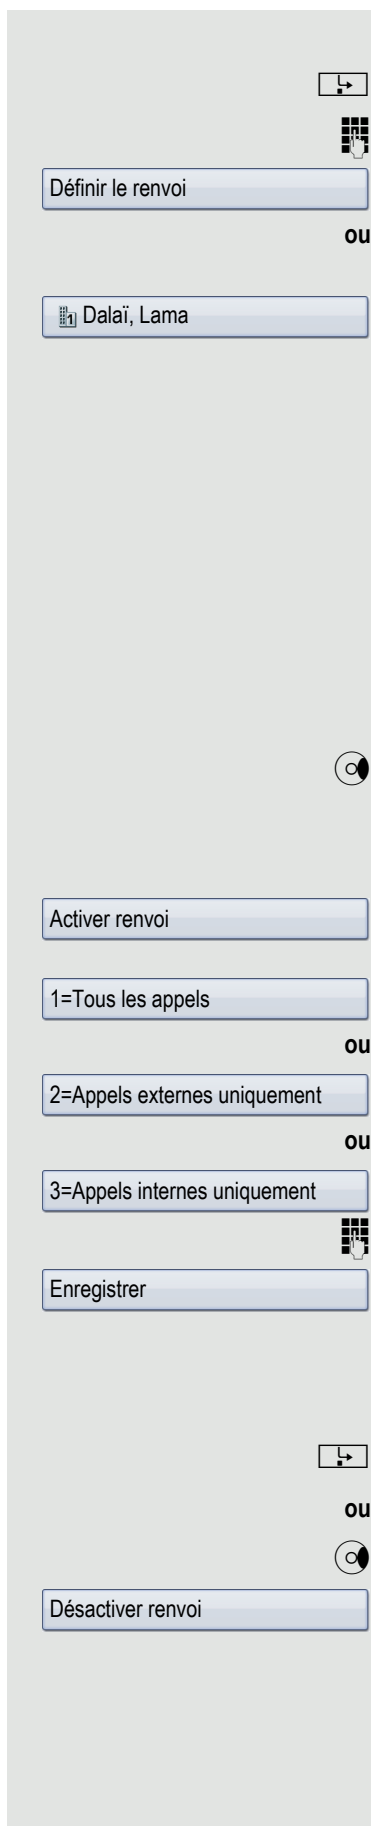 Définir le renvoi
ou
1 Dalaï, Lama
Activer renvoi
1=Tous les appels
ou
2=Appels externes uniquement
ou
3=Appels internes uniquement
Enregistrer
ou
Désactiver renvoi